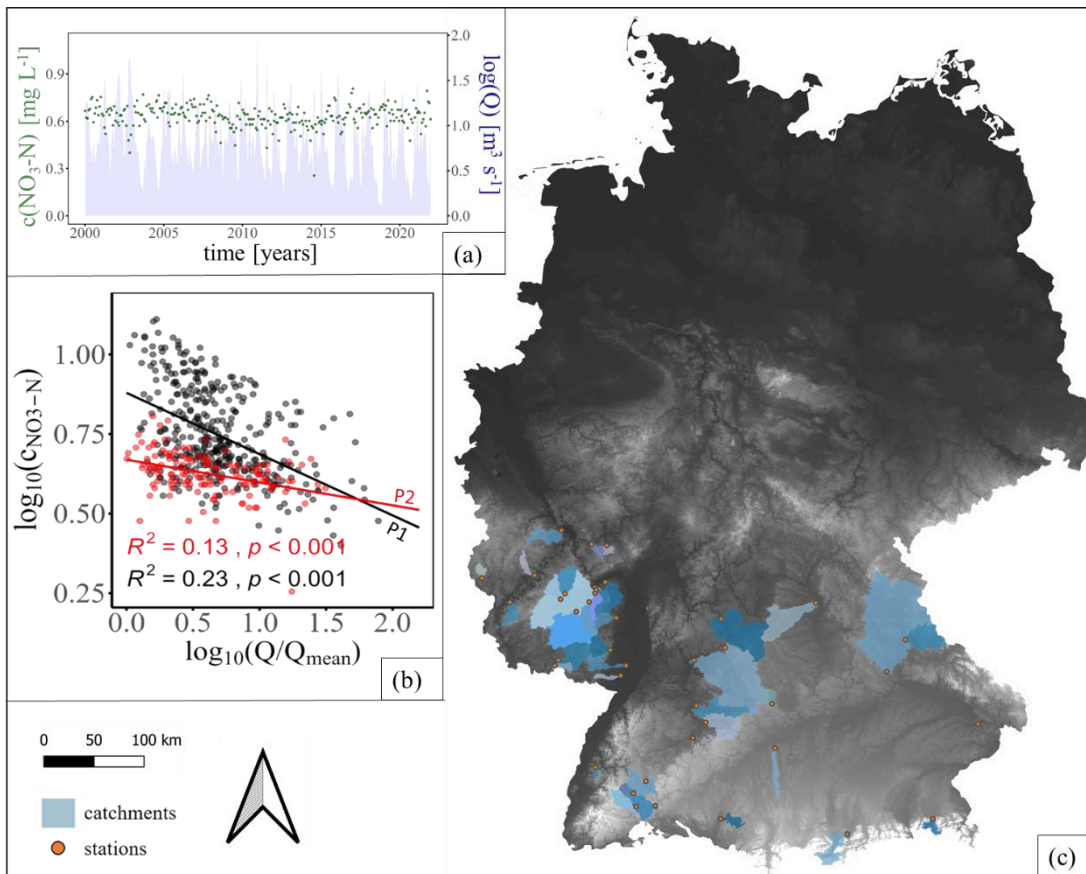 c(NO₃-N) [mg L⁻¹]
0.9
0.6
0.3
0.0
2.0
1.5
1.0
0.5
0.0
log(Q) [m³ s⁻¹]
2000
2005
2010
2015
2020
time [years]
(a)
log₁₀(c_NO3−N)
1.00
0.75
0.50
0.25
P2
P1
R² = 0.13 , p < 0.001
R² = 0.23 , p < 0.001
0.0
0.5
1.0
1.5
2.0
log₁₀(Q/Q_mean)
(b)
0 50 100 km
catchments
stations
(c)